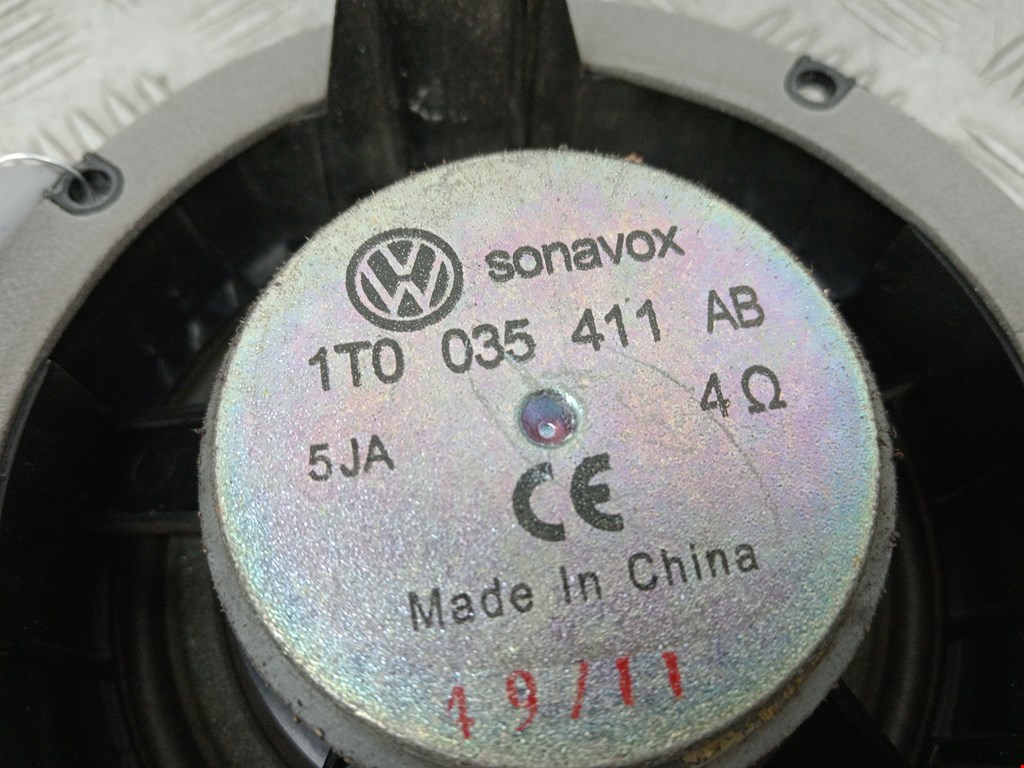 sonavox
1T0 035 411 AB
4Ω
5JA
CE
Made In China
19/11